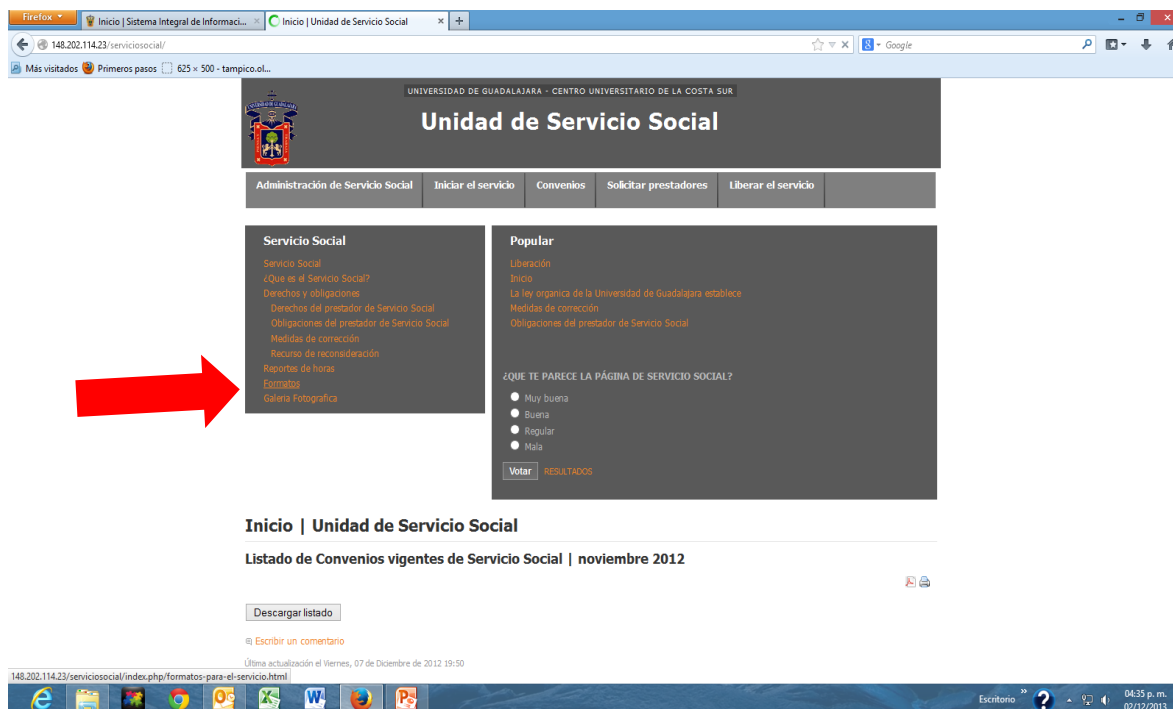 Firefox
Inicio | Sistema Integral de Informaci...
Inicio | Unidad de Servicio Social
148.202.114.23/serviciosocial/
Google
Más visitados
Primeros pasos
625 × 500 - tampico.ol...
UNIVERSIDAD DE GUADALAJARA - CENTRO UNIVERSITARIO DE LA COSTA SUR
Unidad de Servicio Social
Administración de Servicio Social
Iniciar el servicio
Convenios
Solicitar prestadores
Liberar el servicio
Servicio Social
Servicio Social
¿Que es el Servicio Social?
Derechos y obligaciones
Derechos del prestador de Servicio Social
Obligaciones del prestador de Servicio Social
Medidas de corrección
Recurso de reconsideración
Reportes de horas
Formatos
Galeria Fotografica
Popular
Liberación
Inicio
La ley organica de la Universidad de Guadalajara establece
Medidas de corrección
Obligaciones del prestador de Servicio Social
¿QUE TE PARECE LA PÁGINA DE SERVICIO SOCIAL?
Muy buena
Buena
Regular
Mala
Votar
RESULTADOS
Inicio | Unidad de Servicio Social
Listado de Convenios vigentes de Servicio Social | noviembre 2012
Descargar listado
Escribir un comentario
Última actualización el Viernes, 07 de Diciembre de 2012 19:50
148.202.114.23/serviciosocial/index.php/formatos-para-el-servicio.html
Escritorio
04:35 p. m.
02/12/2013